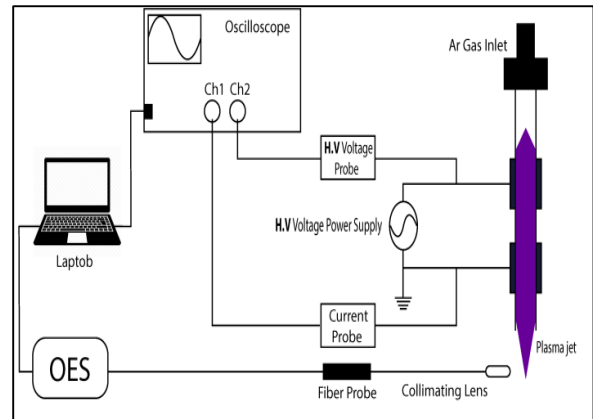 Oscilloscope
Ar Gas Inlet
Ch1 Ch2
H.V Voltage
Probe
H.V Voltage Power Supply
Laptob
Current
Probe
Plasma jet
OES
Fiber Probe
Collimating Lens